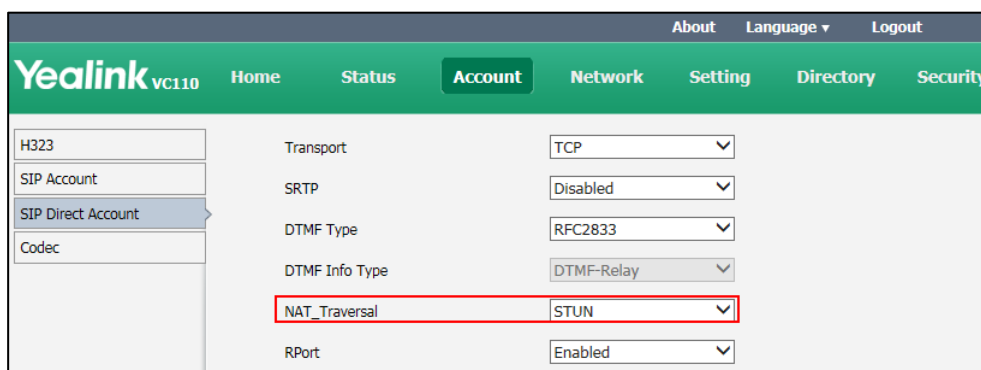 About Language Logout
Yealink VC110 Home Status Account Network Setting Directory Security
H323
SIP Account
SIP Direct Account
Codec
Transport TCP
SRTP Disabled
DTMF Type RFC2833
DTMF Info Type DTMF-Relay
NAT_Traversal STUN
RPort Enabled